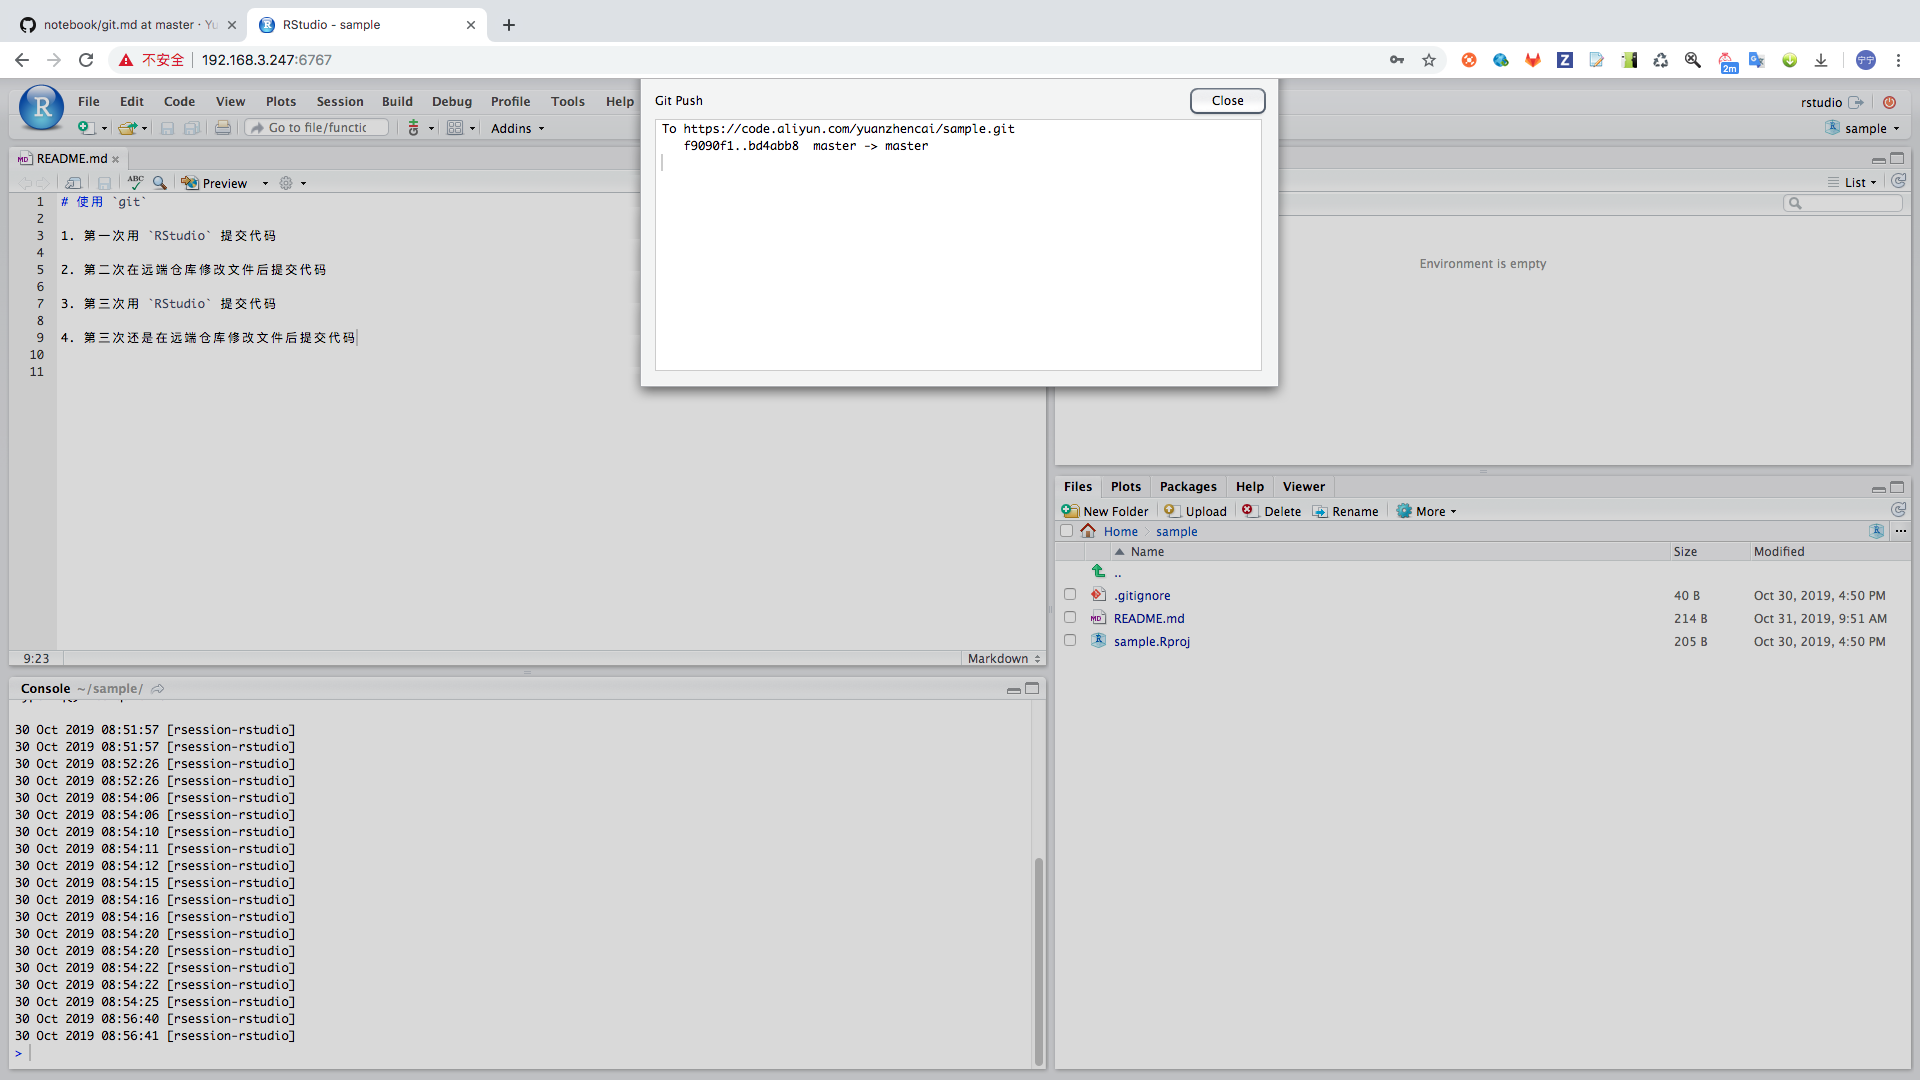 notebook/git.md at master · Yu
RStudio - sample
不安全
192.168.3.247:6767
2m
宁宁
R
File Edit Code View Plots Session Build Debug Profile Tools Help
rstudio
Go to file/functic
Addins
sample
Git Push
Close
To https://code.aliyun.com/yuanzhencai/sample.git
f9090f1..bd4abb8 master -> master
README.md
ABC
Preview
List
1 # 使用 `git`
2
3 1. 第一次用 `RStudio` 提交代码
4
5 2. 第二次在远端仓库修改文件后提交代码
6
7 3. 第三次用 `RStudio` 提交代码
8
9 4. 第三次还是在远端仓库修改文件后提交代码
10
11
9:23
Markdown
Environment is empty
Console ~/sample/
30 Oct 2019 08:51:57 [rsession-rstudio]
30 Oct 2019 08:51:57 [rsession-rstudio]
30 Oct 2019 08:52:26 [rsession-rstudio]
30 Oct 2019 08:52:26 [rsession-rstudio]
30 Oct 2019 08:54:06 [rsession-rstudio]
30 Oct 2019 08:54:06 [rsession-rstudio]
30 Oct 2019 08:54:10 [rsession-rstudio]
30 Oct 2019 08:54:11 [rsession-rstudio]
30 Oct 2019 08:54:12 [rsession-rstudio]
30 Oct 2019 08:54:15 [rsession-rstudio]
30 Oct 2019 08:54:16 [rsession-rstudio]
30 Oct 2019 08:54:16 [rsession-rstudio]
30 Oct 2019 08:54:20 [rsession-rstudio]
30 Oct 2019 08:54:20 [rsession-rstudio]
30 Oct 2019 08:54:22 [rsession-rstudio]
30 Oct 2019 08:54:22 [rsession-rstudio]
30 Oct 2019 08:54:25 [rsession-rstudio]
30 Oct 2019 08:56:40 [rsession-rstudio]
30 Oct 2019 08:56:41 [rsession-rstudio]
>
Files Plots Packages Help Viewer
New Folder Upload Delete Rename More
Home sample
Name Size Modified
..
.gitignore 40 B Oct 30, 2019, 4:50 PM
README.md 214 B Oct 31, 2019, 9:51 AM
sample.Rproj 205 B Oct 30, 2019, 4:50 PM